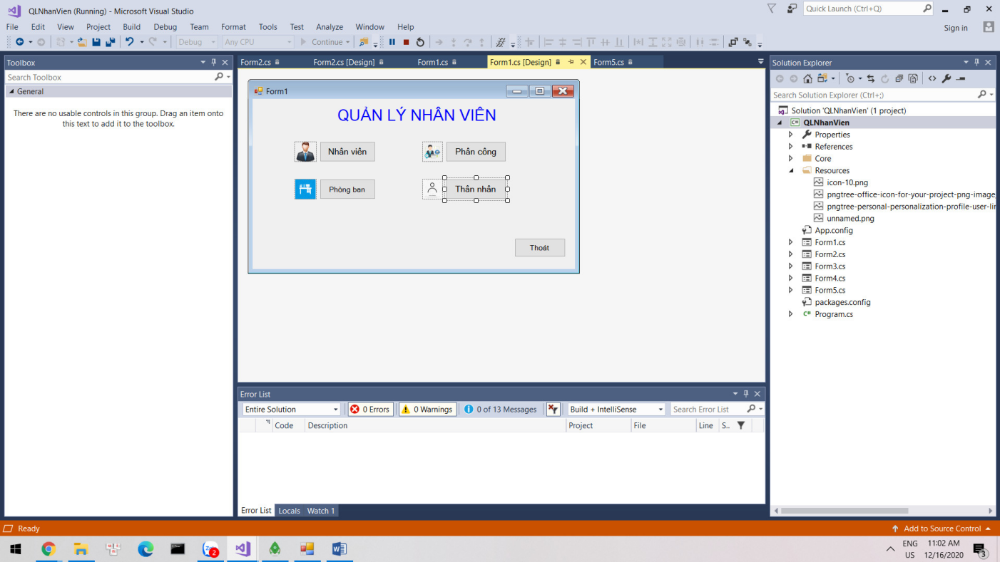 QLNhanVien (Running) - Microsoft Visual Studio
Quick Launch (Ctrl+Q)
File Edit View Project Build Debug Team Format Tools Test Analyze Window Help
Sign in
Debug Any CPU Continue
Toolbox
Search Toolbox
General
There are no usable controls in this group. Drag an item onto
this text to add it to the toolbox.
Form2.cs Form2.cs [Design] Form1.cs Form1.cs [Design] Form5.cs
Form1
QUẢN LÝ NHÂN VIÊN
Nhân viên Phân công
Phòng ban Thân nhân
Thoát
Solution Explorer
Search Solution Explorer (Ctrl+;)
Solution 'QLNhanVien' (1 project)
QLNhanVien
Properties
References
Core
Resources
icon-10.png
pngtree-office-icon-for-your-project-png-image_
pngtree-personal-personalization-profile-user-lin
unnamed.png
App.config
Form1.cs
Form2.cs
Form3.cs
Form4.cs
Form5.cs
packages.config
Program.cs
Error List
Entire Solution 0 Errors 0 Warnings 0 of 13 Messages Build + IntelliSense Search Error List
Code Description Project File Line S..
Error List Locals Watch 1
Ready
Add to Source Control
ENG
US
11:02 AM
12/16/2020
2
3